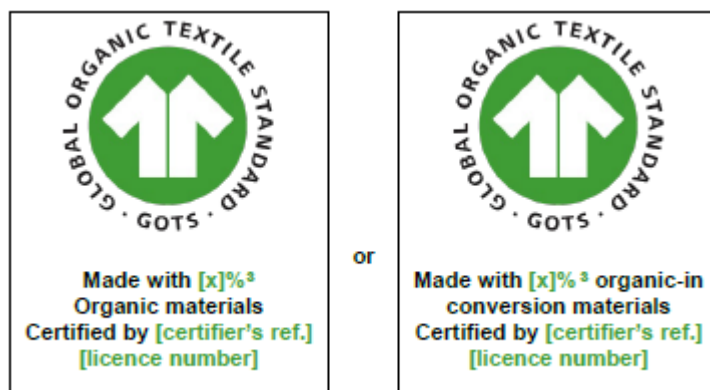 GLOBAL ORGANIC TEXTILE STANDARD · GOTS ·
Made with [x]%³
Organic materials
Certified by [certifier's ref.]
[licence number]
or
GLOBAL ORGANIC TEXTILE STANDARD · GOTS ·
Made with [x]% ³ organic-in
conversion materials
Certified by [certifier's ref.]
[licence number]